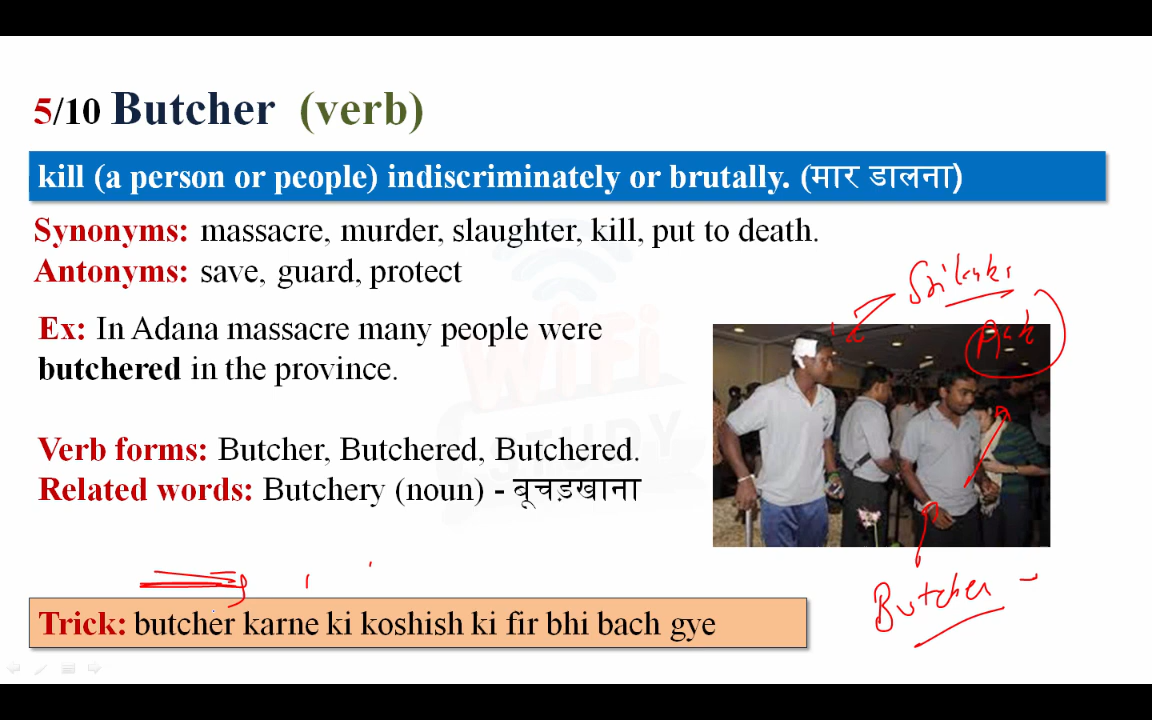 5/10 Butcher (verb)
kill (a person or people) indiscriminately or brutally. (मार डालना)
Synonyms: massacre, murder, slaughter, kill, put to death.
Antonyms: save, guard, protect
Ex: In Adana massacre many people were
butchered in the province.
Verb forms: Butcher, Butchered, Butchered.
Related words: Butchery (noun) - बूचड़खाना
WiFi
STUDY
Butcher
Trick: butcher karne ki koshish ki fir bhi bach gye